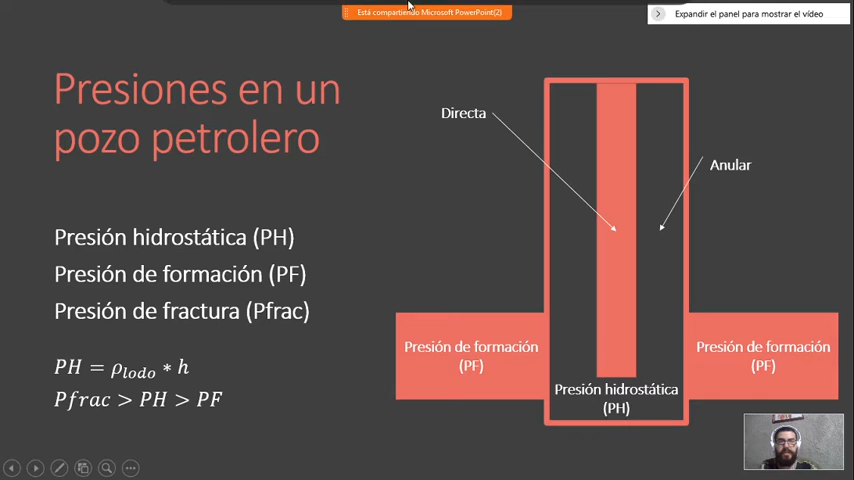 Está compartiendo Microsoft PowerPoint(2)
Expandir el panel para mostrar el vídeo
Presiones en un
pozo petrolero
Directa
Anular
Presión hidrostática (PH)
Presión de formación (PF)
Presión de fractura (Pfrac)
PH = ρ_lodo * h
Pfrac > PH > PF
Presión de formación
(PF)
Presión hidrostática
(PH)
Presión de formación
(PF)